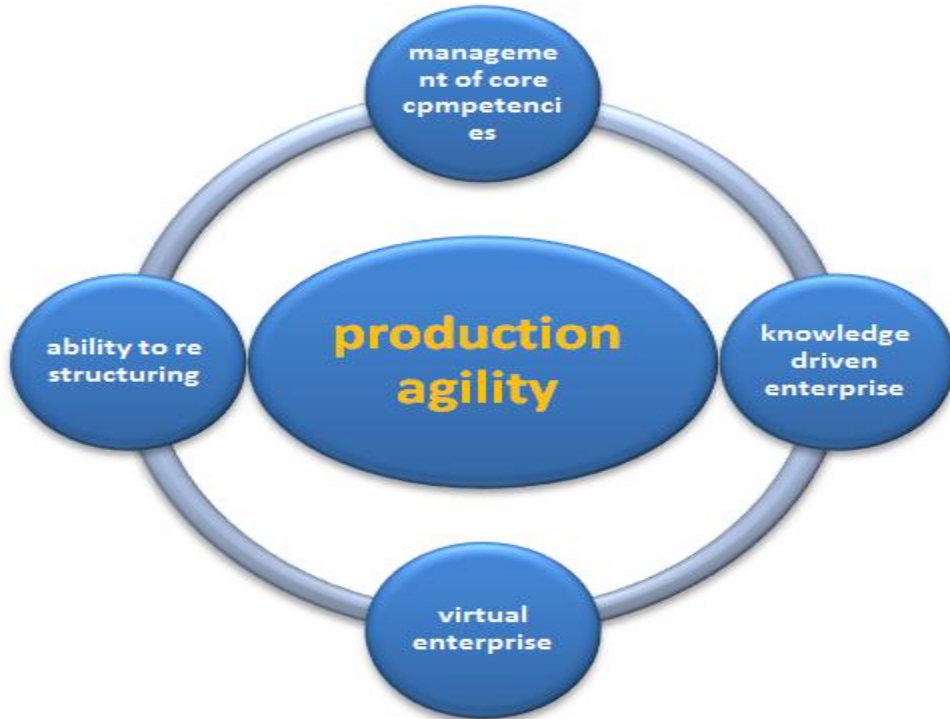 manageme
nt of core
cpmpetenci
es
ability to re
structuring
production
agility
knowledge
driven
enterprise
virtual
enterprise